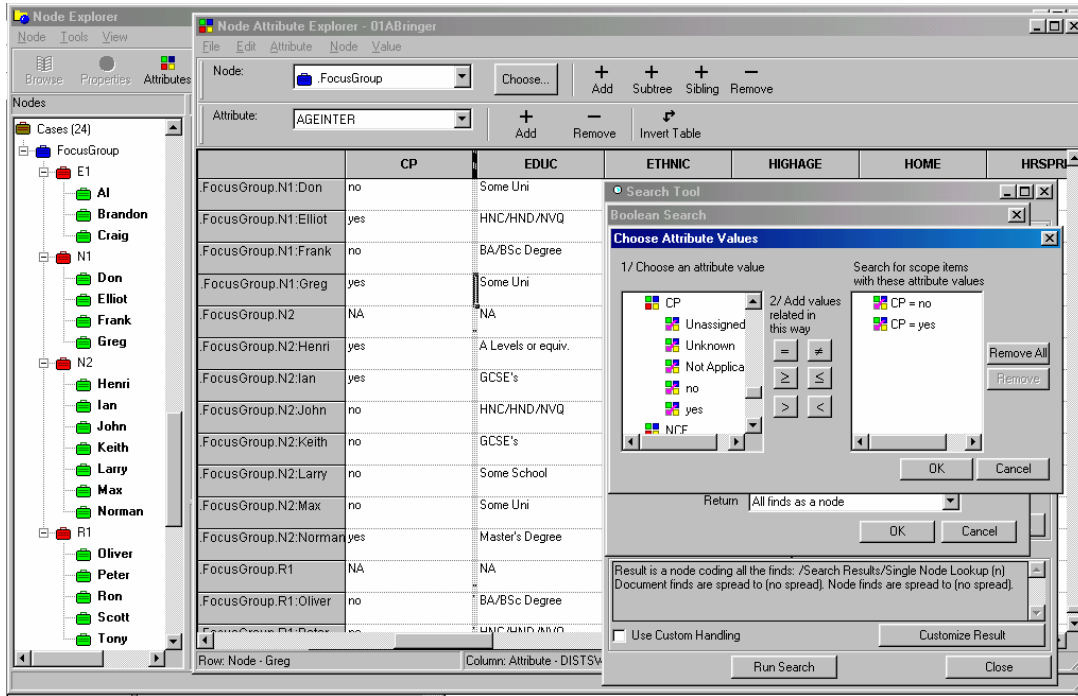 Node Explorer
Node Tools View
Browse Properties Attributes
Nodes
Cases (24)
FocusGroup
E1
Al
Brandon
Craig
N1
Don
Elliot
Frank
Greg
N2
Henri
Ian
John
Keith
Larry
Max
Norman
R1
Oliver
Peter
Ron
Scott
Tony
Node Attribute Explorer - 01ABringer
File Edit Attribute Node Value
Node: .FocusGroup Choose... Add Subtree Sibling Remove
Attribute: AGEINTER Add Remove Invert Table
CP EDUC ETHNIC HIGHAGE HOME
.FocusGroup.N1:Don no Some Uni
.FocusGroup.N1:Elliot yes HNC/HND/NVQ
.FocusGroup.N1:Frank no BA/BSc Degree
.FocusGroup.N1:Greg yes Some Uni
.FocusGroup.N2 NA NA
.FocusGroup.N2:Henri yes A Levels or equiv.
.FocusGroup.N2:Ian yes GCSE's
.FocusGroup.N2:John no HNC/HND/NVQ
.FocusGroup.N2:Keith no GCSE's
.FocusGroup.N2:Larry no Some School
.FocusGroup.N2:Max no Some Uni
.FocusGroup.N2:Norman yes Master's Degree
.FocusGroup.R1 NA NA
.FocusGroup.R1:Oliver no BA/BSc Degree
Row: Node - Greg Column: Attribute - DISTSV
Search Tool
Boolean Search
Choose Attribute Values
1/ Choose an attribute value
CP
Unassigned
Unknown
Not Applica
no
yes
NCF
2/ Add values
related in
this way
= ≠
≥ ≤
> <
Search for scope items
with these attribute values
CP = no
CP = yes
Remove All
Remove
OK Cancel
Return All finds as a node
OK Cancel
Result is a node coding all the finds: /Search Results/Single Node Lookup (n)
Document finds are spread to (no spread). Node finds are spread to (no spread).
Use Custom Handling Customize Result
Run Search Close